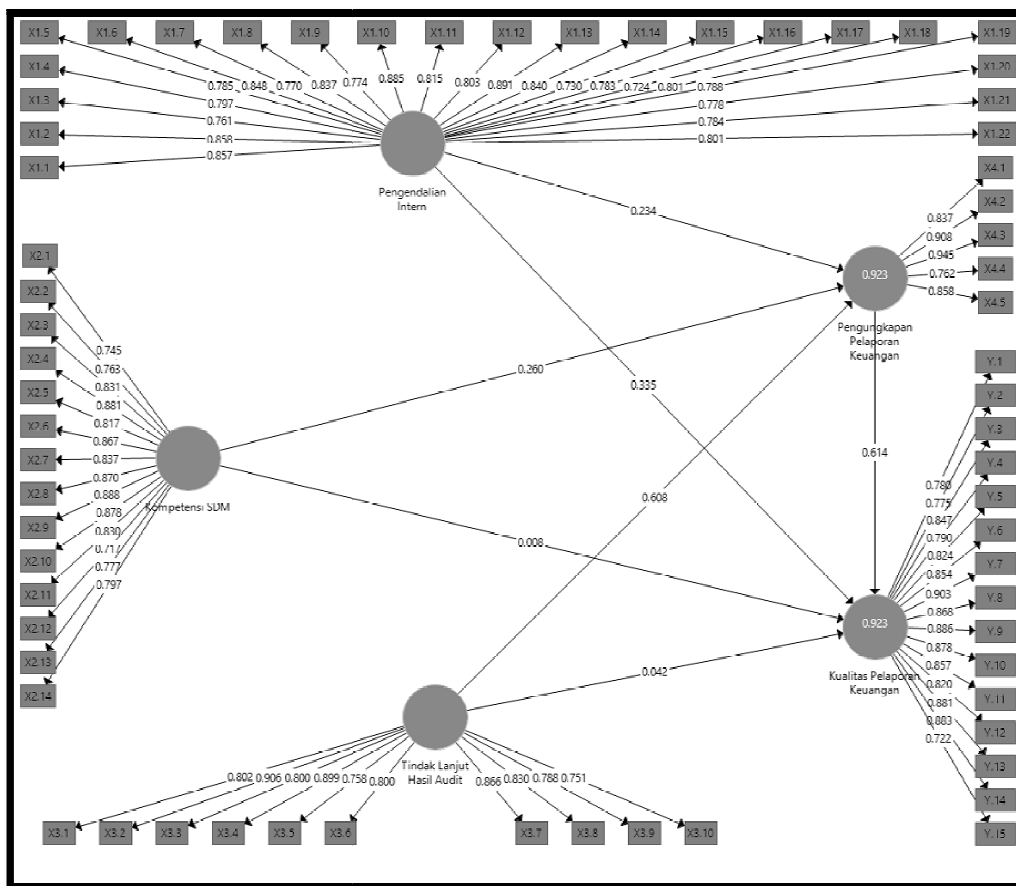 X1.5 X1.6 X1.7 X1.8 X1.9 X1.10 X1.11 X1.12 X1.13 X1.14 X1.15 X1.16 X1.17 X1.18 X1.19
X1.4
X1.3
X1.2
X1.1
X1.20
X1.21
X1.22
0.785 0.848 0.770 0.837 0.774 0.885 0.815 0.803 0.891 0.840 0.730 0.783 0.724 0.801 0.788
0.797
0.761
0.858
0.857
0.778
0.784
0.801
Pengendalian
Intern
0.234
0.335
X4.1
X4.2
X4.3
X4.4
X4.5
0.837
0.908
0.945
0.762
0.858
0.923
Pengungkapan
Pelaporan
Keuangan
0.614
X2.1
X2.2
X2.3
X2.4
X2.5
X2.6
X2.7
X2.8
X2.9
X2.10
X2.11
X2.12
X2.13
X2.14
0.745
0.763
0.831
0.881
0.817
0.867
0.837
0.870
0.888
0.878
0.830
0.717
0.777
0.797
Kompetensi SDM
0.260
0.008
0.608
0.042
Y.1
Y.2
Y.3
Y.4
Y.5
Y.6
Y.7
Y.8
Y.9
Y.10
Y.11
Y.12
Y.13
Y.14
Y.15
0.780
0.775
0.847
0.790
0.824
0.854
0.903
0.868
0.886
0.878
0.857
0.820
0.881
0.883
0.722
0.923
Kualitas Pelaporan
Keuangan
Tindak Lanjut
Hasil Audit
0.802 0.906 0.800 0.899 0.758 0.800 0.866 0.830 0.788 0.751
X3.1 X3.2 X3.3 X3.4 X3.5 X3.6 X3.7 X3.8 X3.9 X3.10